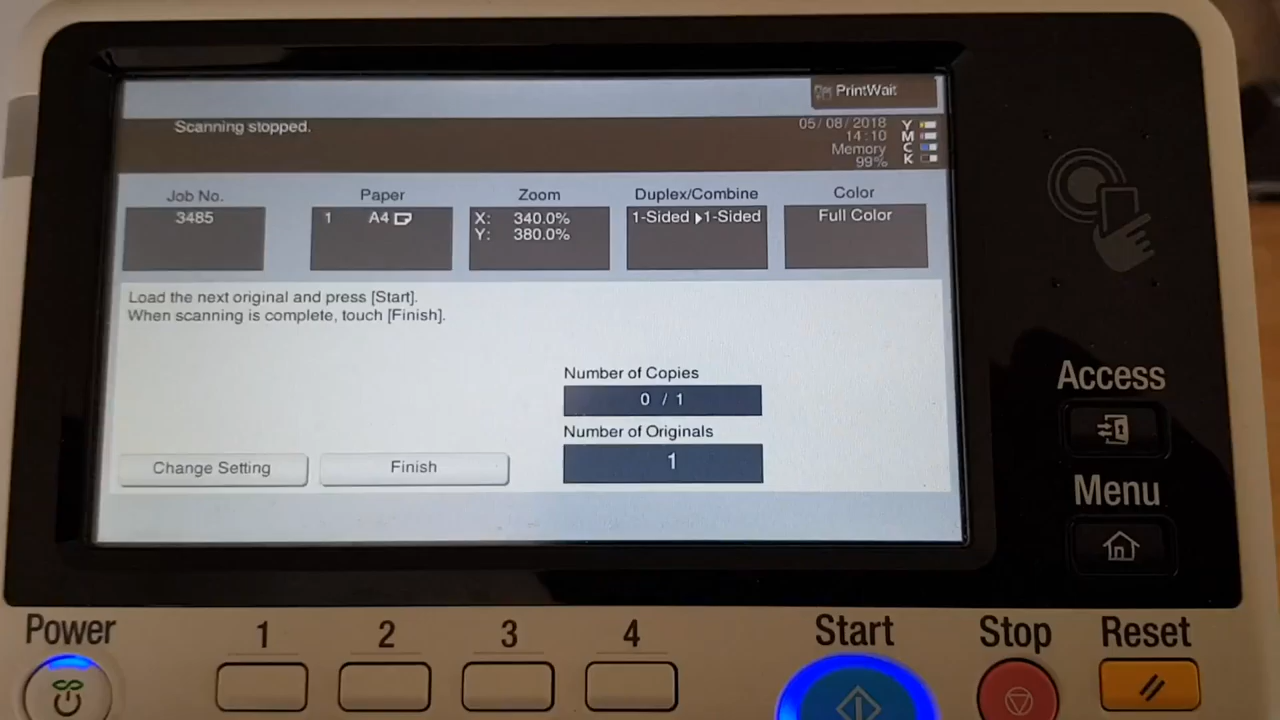 PrintWait
Scanning stopped.
05/08/2018
14:10
Memory
99%
Y
M
C
K
Job No.
3485
Paper
1 A4
Zoom
X: 340.0%
Y: 380.0%
Duplex/Combine
1-Sided 1-Sided
Color
Full Color
Load the next original and press [Start].
When scanning is complete, touch [Finish].
Number of Copies
0 / 1
Number of Originals
1
Change Setting
Finish
Access
Menu
Power
1
2
3
4
Start
Stop
Reset